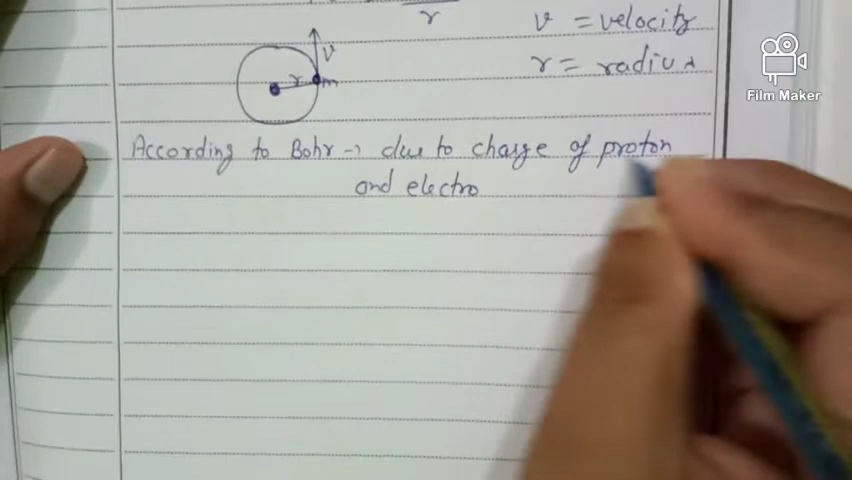 r
v = velocity
v
r
m
r = radius
Film Maker
According to Bohr → due to charge of proton
and electro